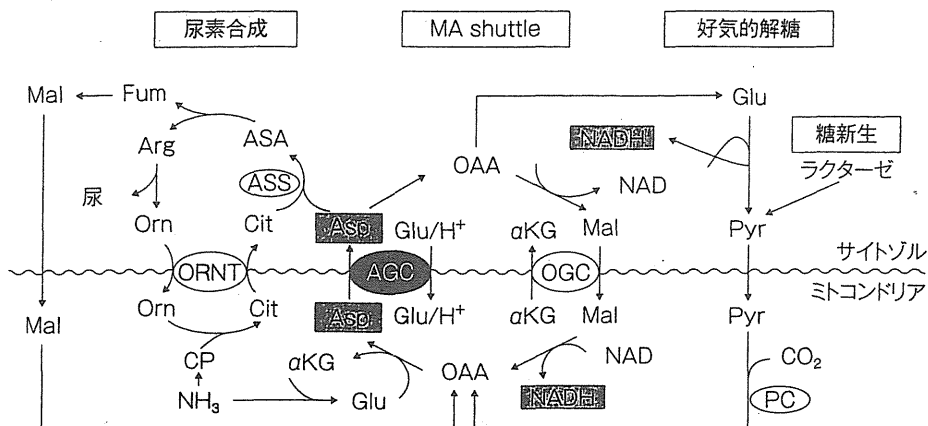 尿素合成
MA shuttle
好気的解糖
Mal
Fum
Glu
ASA
NADH
糖新生
Arg
OAA
ラクターゼ
尿
ASS
NAD
Orn
Cit
Asp
Glu/H⁺
αKG
Mal
Pyr
サイトゾル
ORNT
AGC
OGC
ミトコンドリア
Orn
Cit
Asp
Glu/H⁺
αKG
Mal
Pyr
Mal
CP
αKG
OAA
NAD
CO₂
NH₃
Glu
NADH
PC